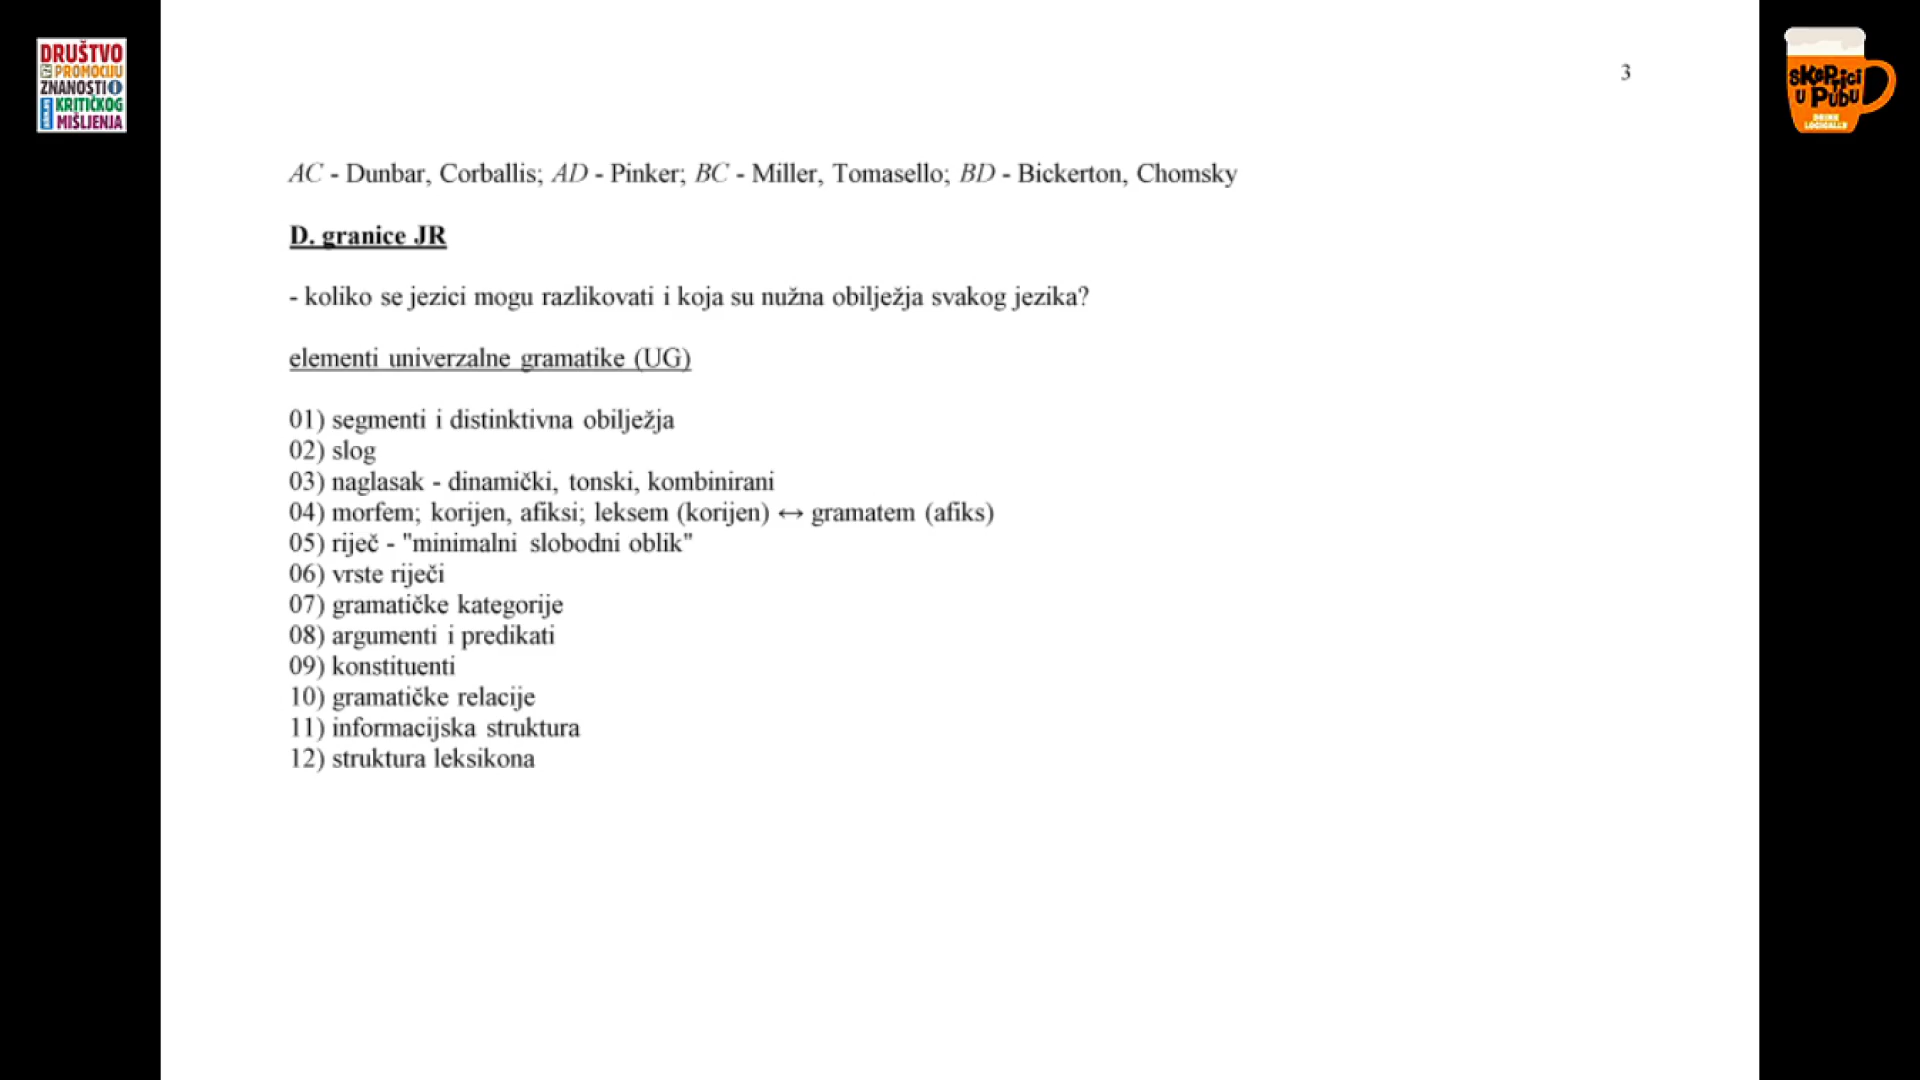 DRUŠTVO
ZA PROMOCIJU
ZNANOSTI I
KRITIČKOG
MIŠLJENJA
SKEPTICI
U PUBU
DRINK
LOGICALLY
3
AC - Dunbar, Corballis; AD - Pinker; BC - Miller, Tomasello; BD - Bickerton, Chomsky
D. granice JR
- koliko se jezici mogu razlikovati i koja su nužna obilježja svakog jezika?
elementi univerzalne gramatike (UG)
01) segmenti i distinktivna obilježja
02) slog
03) naglasak - dinamički, tonski, kombinirani
04) morfem; korijen, afiksi; leksem (korijen) ↔ gramatem (afiks)
05) riječ - "minimalni slobodni oblik"
06) vrste riječi
07) gramatičke kategorije
08) argumenti i predikati
09) konstituenti
10) gramatičke relacije
11) informacijska struktura
12) struktura leksikona